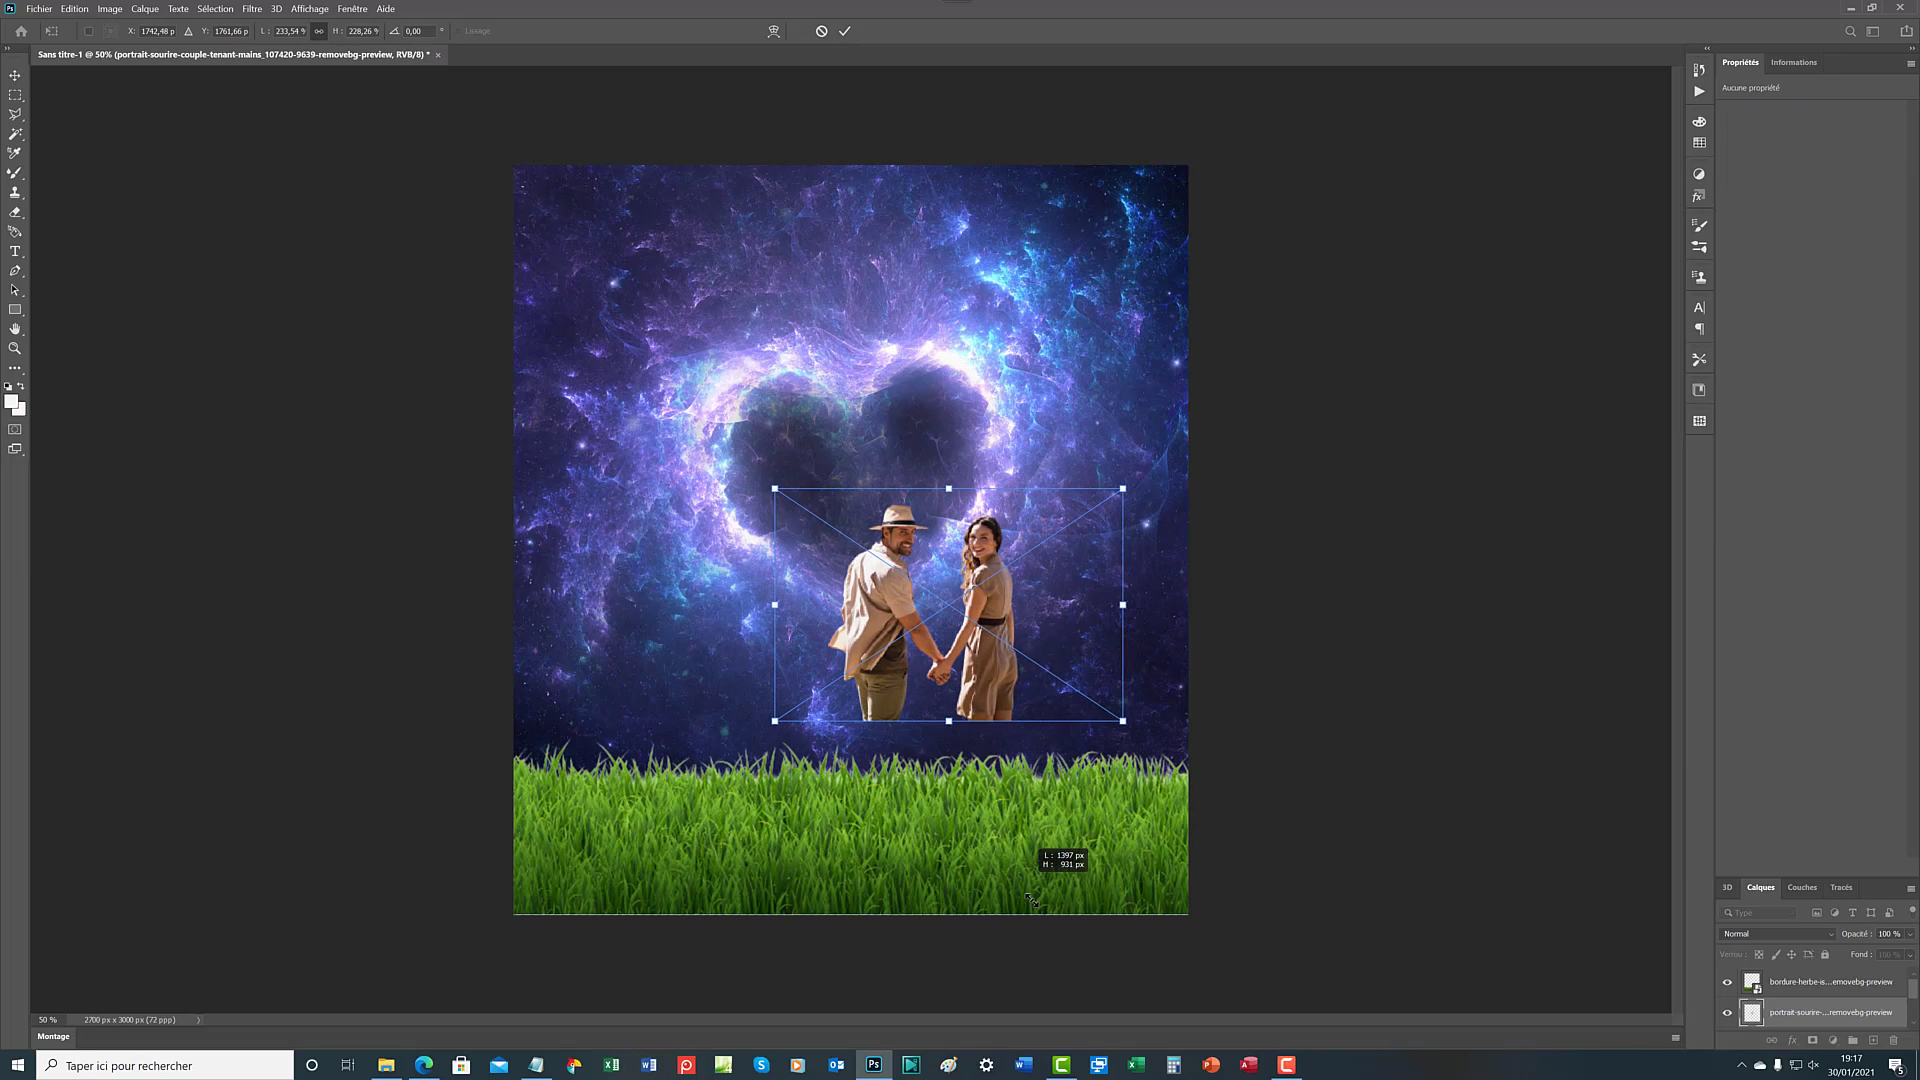 Fichier Edition Image Calque Texte Sélection Filtre 3D Affichage Fenêtre Aide
X: 1742,48 p Y: 1761,66 p L: 233,54 % H: 228,26 % 0,00 ° Lissage
Sans titre-1 @ 50% (portrait-sourire-couple-tenant-mains_107420-9639-removebg-preview, RVB/8) * ×
Propriétés Informations
Aucune propriété
L : 1397 px
H : 931 px
3D Calques Couches Tracés
Type
Normal Opacité : 100 %
Verrou : Fond : 100 %
bordure-herbe-is...emovebg-preview
portrait-sourire-...removebg-preview
50 % 2700 px x 3000 px (72 ppp)
Montage
Taper ici pour rechercher
19:17
30/01/2021
5